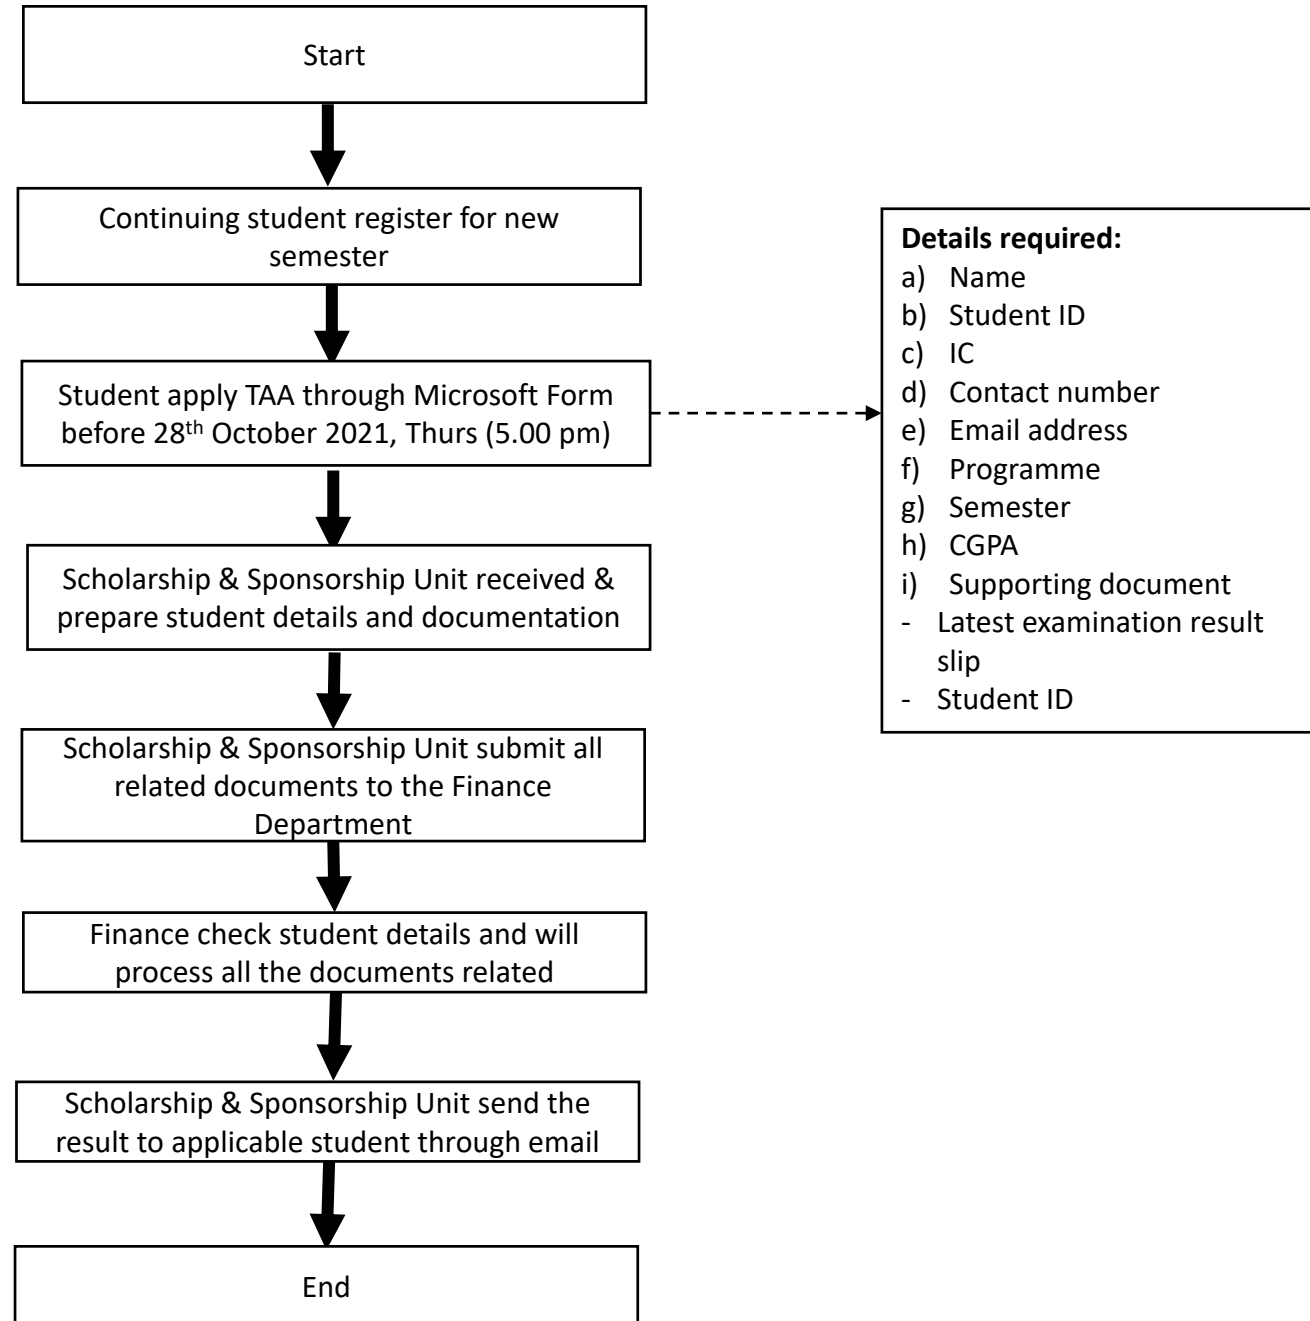 Start
Continuing student register for new
semester
Student apply TAA through Microsoft Form
before 28th October 2021, Thurs (5.00 pm)
Details required:
a) Name
b) Student ID
c) IC
d) Contact number
e) Email address
f) Programme
g) Semester
h) CGPA
i) Supporting document
- Latest examination result
slip
- Student ID
Scholarship & Sponsorship Unit received &
prepare student details and documentation
Scholarship & Sponsorship Unit submit all
related documents to the Finance
Department
Finance check student details and will
process all the documents related
Scholarship & Sponsorship Unit send the
result to applicable student through email
End